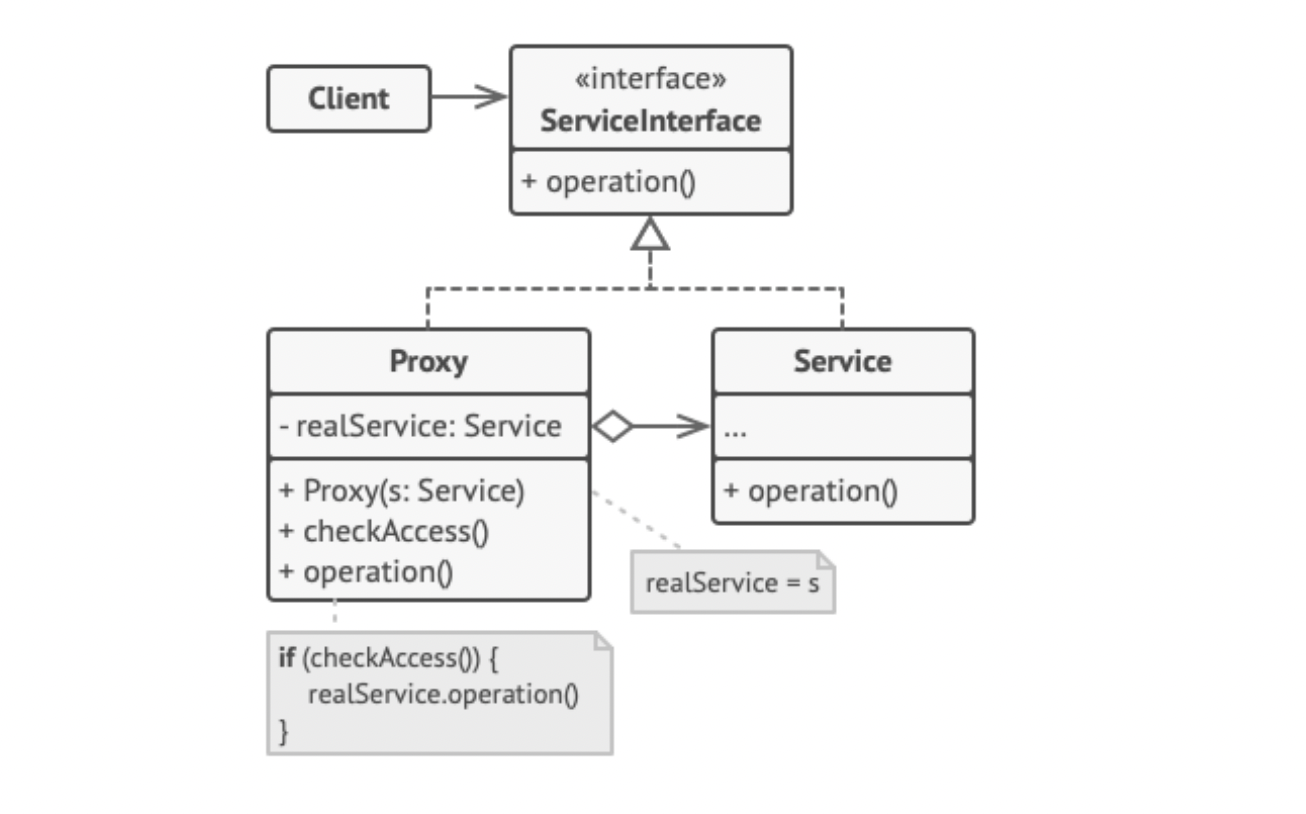 Client
«interface»
ServiceInterface
+ operation()
Proxy
- realService: Service
+ Proxy(s: Service)
+ checkAccess()
+ operation()
Service
...
+ operation()
realService = s
if (checkAccess()) {
realService.operation()
}